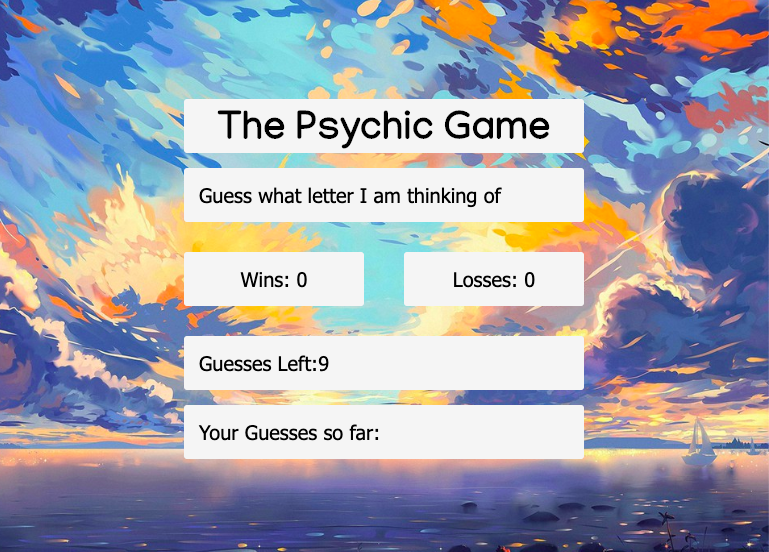 The Psychic Game
Guess what letter I am thinking of
Wins: 0
Losses: 0
Guesses Left:9
Your Guesses so far: